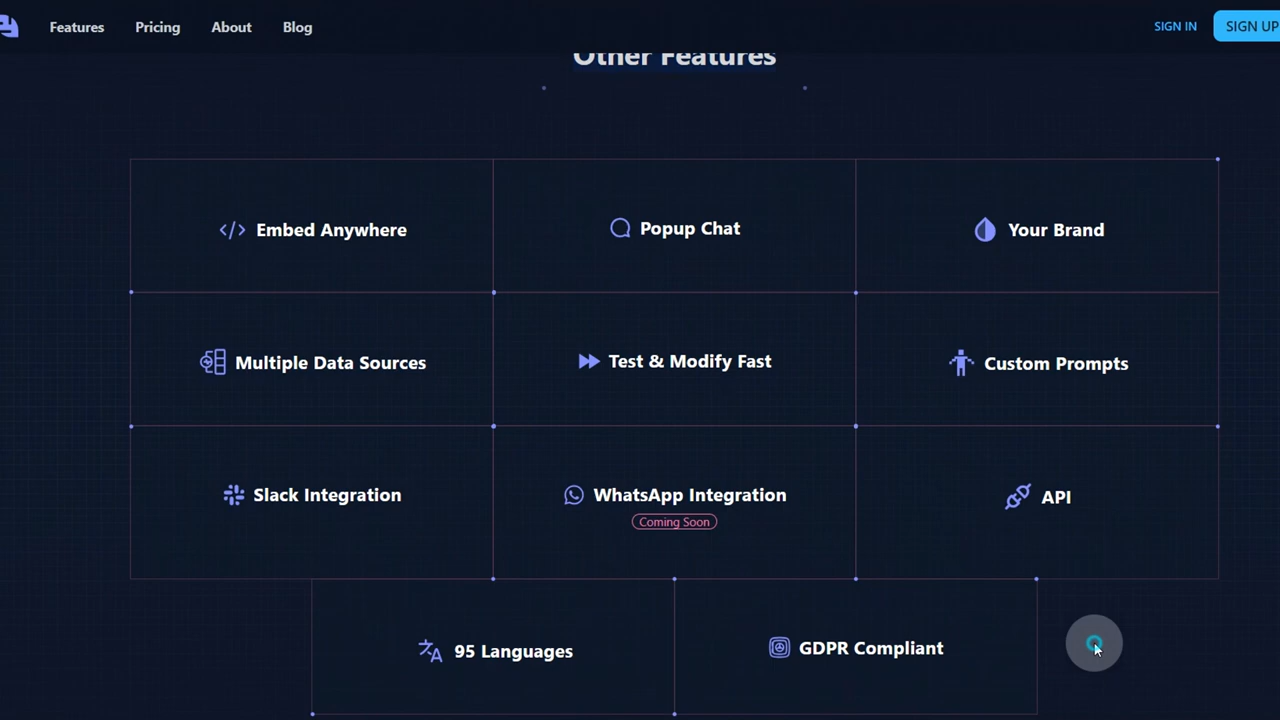 Features Pricing About Blog SIGN IN SIGN UP
Other Features
Embed Anywhere Popup Chat Your Brand
Multiple Data Sources Test & Modify Fast Custom Prompts
Slack Integration WhatsApp Integration API
Coming Soon
95 Languages GDPR Compliant